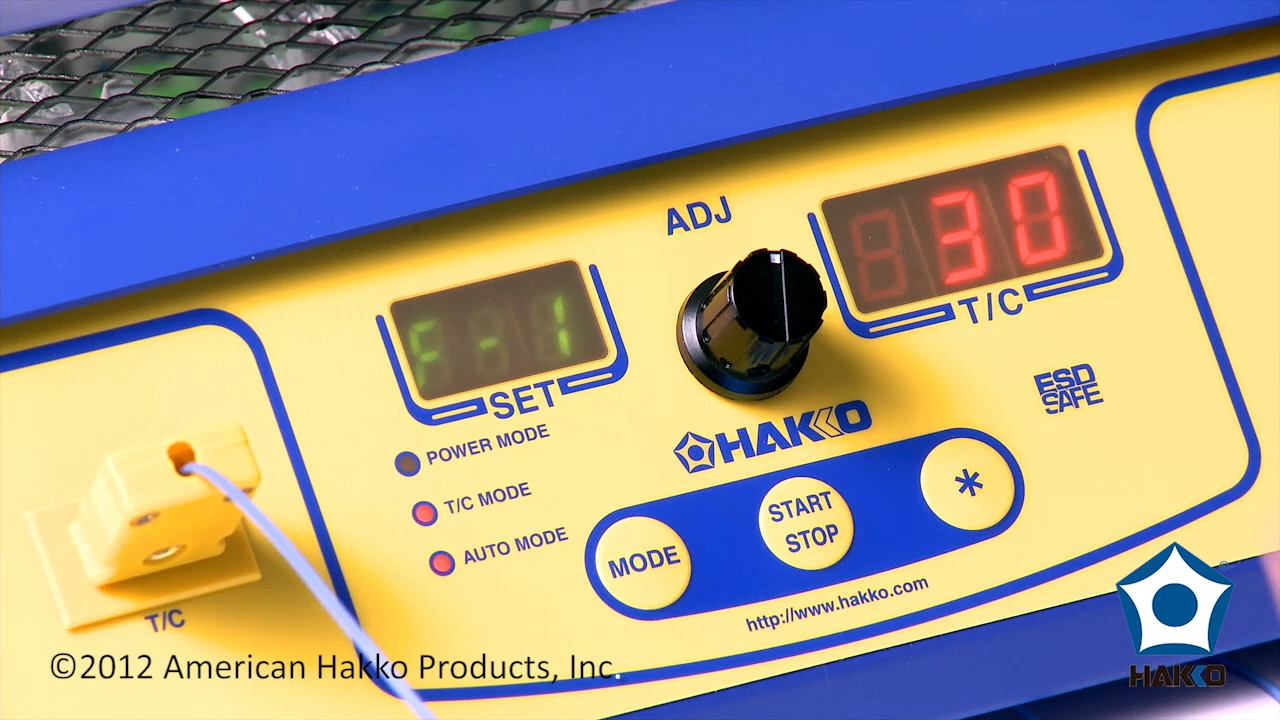 ADJ
30
T/C
F-1
SET
ESD
SAFE
HAKKO
POWER MODE
T/C MODE
AUTO MODE
MODE
START
STOP
*
http://www.hakko.com
T/C
©2012 American Hakko Products, Inc.
®
HAKKO